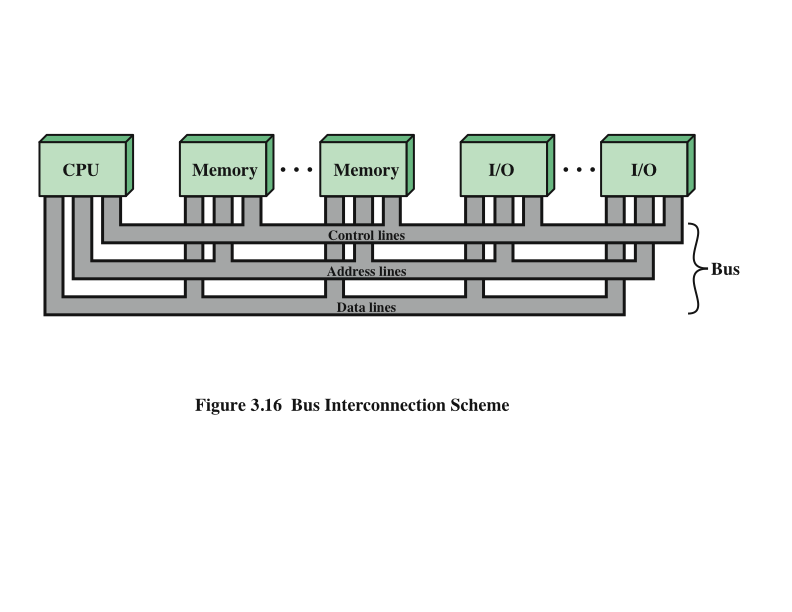 CPU
Memory
. . .
Memory
I/O
. . .
I/O
Control lines
Address lines
Bus
Data lines
Figure 3.16 Bus Interconnection Scheme